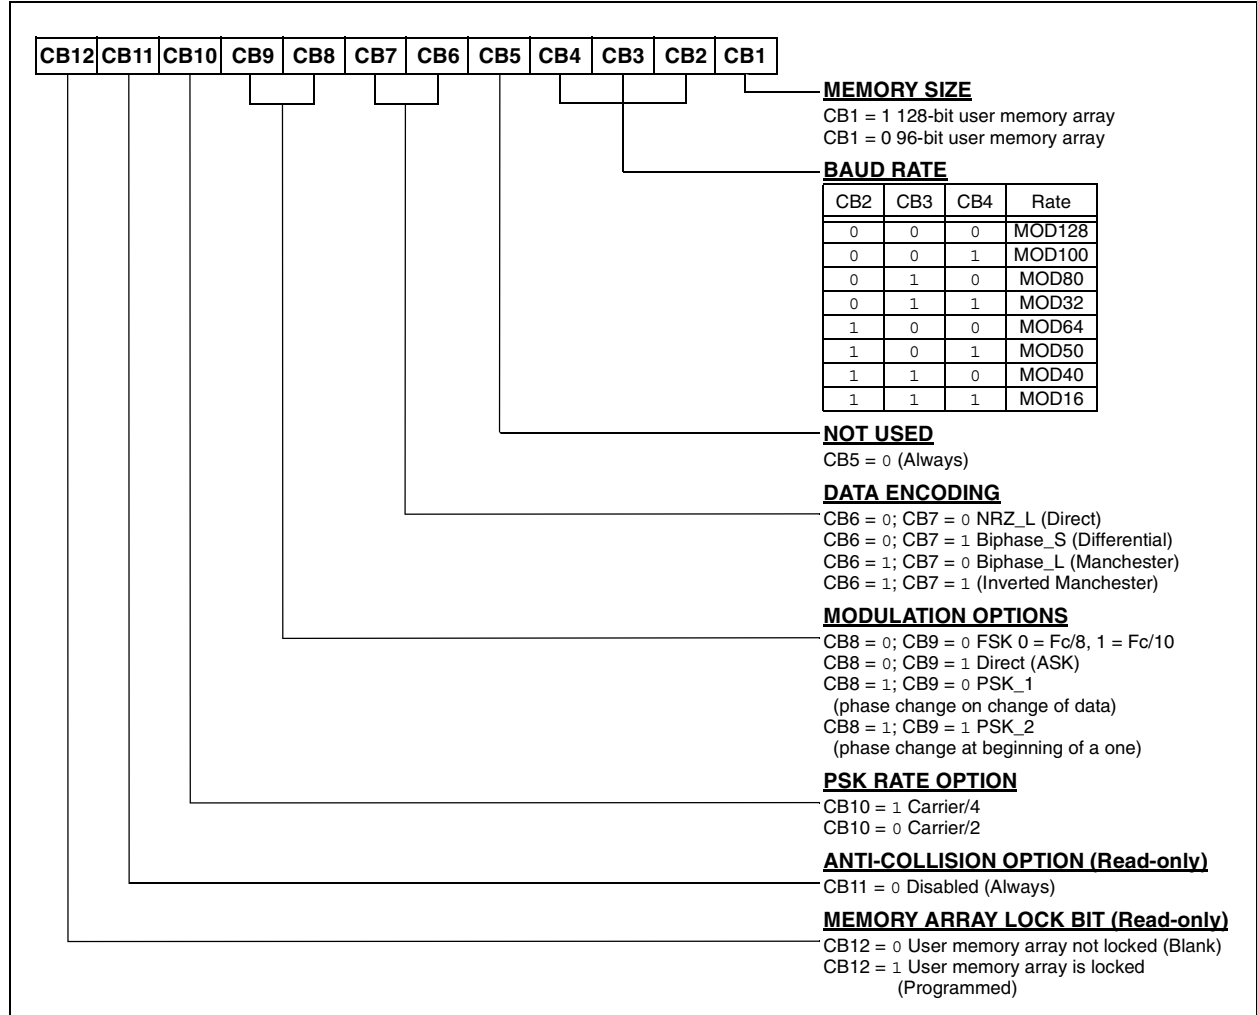 CB12 CB11 CB10 CB9 CB8 CB7 CB6 CB5 CB4 CB3 CB2 CB1
MEMORY SIZE
CB1 = 1 128-bit user memory array
CB1 = 0 96-bit user memory array
BAUD RATE
CB2 CB3 CB4 Rate
0 0 0 MOD128
0 0 1 MOD100
0 1 0 MOD80
0 1 1 MOD32
1 0 0 MOD64
1 0 1 MOD50
1 1 0 MOD40
1 1 1 MOD16
NOT USED
CB5 = 0 (Always)
DATA ENCODING
CB6 = 0; CB7 = 0 NRZ_L (Direct)
CB6 = 0; CB7 = 1 Biphase_S (Differential)
CB6 = 1; CB7 = 0 Biphase_L (Manchester)
CB6 = 1; CB7 = 1 (Inverted Manchester)
MODULATION OPTIONS
CB8 = 0; CB9 = 0 FSK 0 = Fc/8, 1 = Fc/10
CB8 = 0; CB9 = 1 Direct (ASK)
CB8 = 1; CB9 = 0 PSK_1
(phase change on change of data)
CB8 = 1; CB9 = 1 PSK_2
(phase change at beginning of a one)
PSK RATE OPTION
CB10 = 1 Carrier/4
CB10 = 0 Carrier/2
ANTI-COLLISION OPTION (Read-only)
CB11 = 0 Disabled (Always)
MEMORY ARRAY LOCK BIT (Read-only)
CB12 = 0 User memory array not locked (Blank)
CB12 = 1 User memory array is locked
(Programmed)